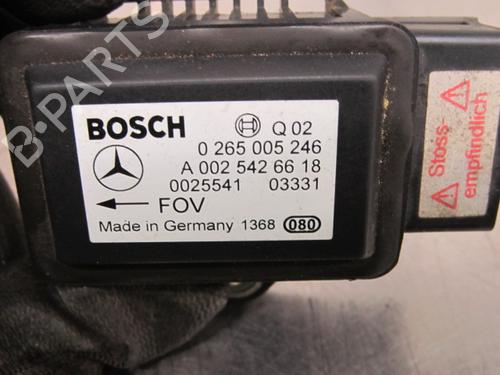 B-PARTS
BOSCH
Q 02
0 265 005 246
A 002 542 66 18
0025541 03331
FOV
Made in Germany 1368 080
Stoss-
empfindlich